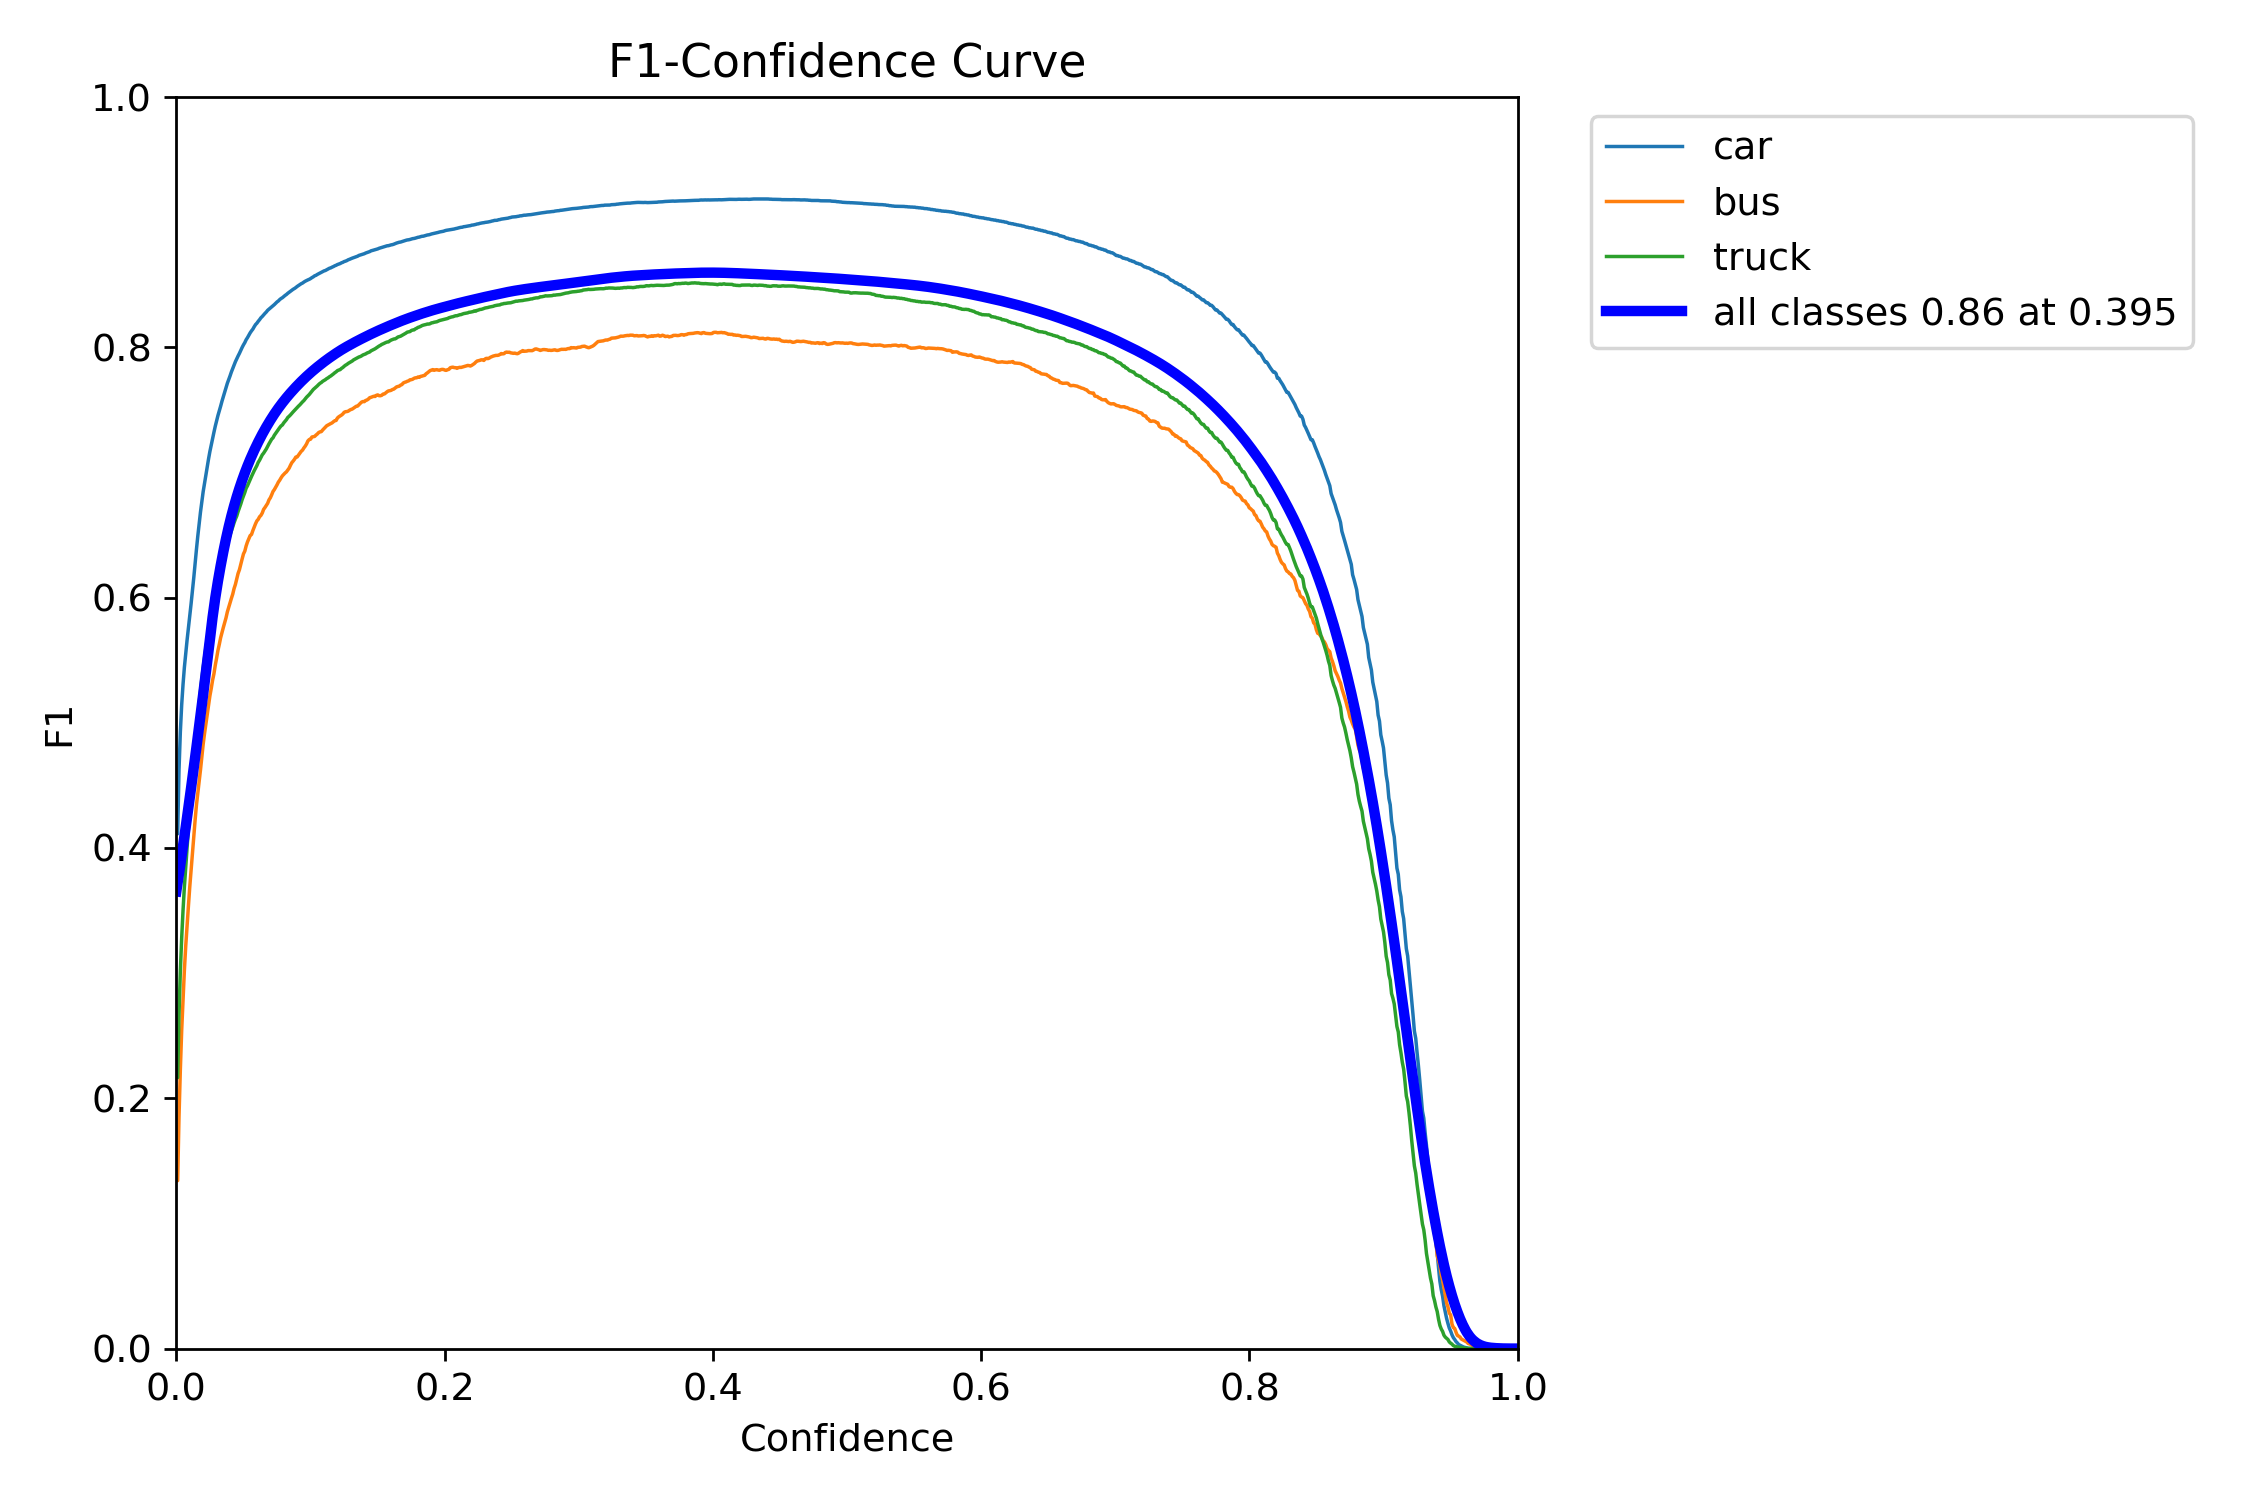 F1-Confidence Curve
1.0
0.8
0.6
0.4
0.2
0.0
F1
0.0 0.2 0.4 0.6 0.8 1.0
Confidence
car
bus
truck
all classes 0.86 at 0.395